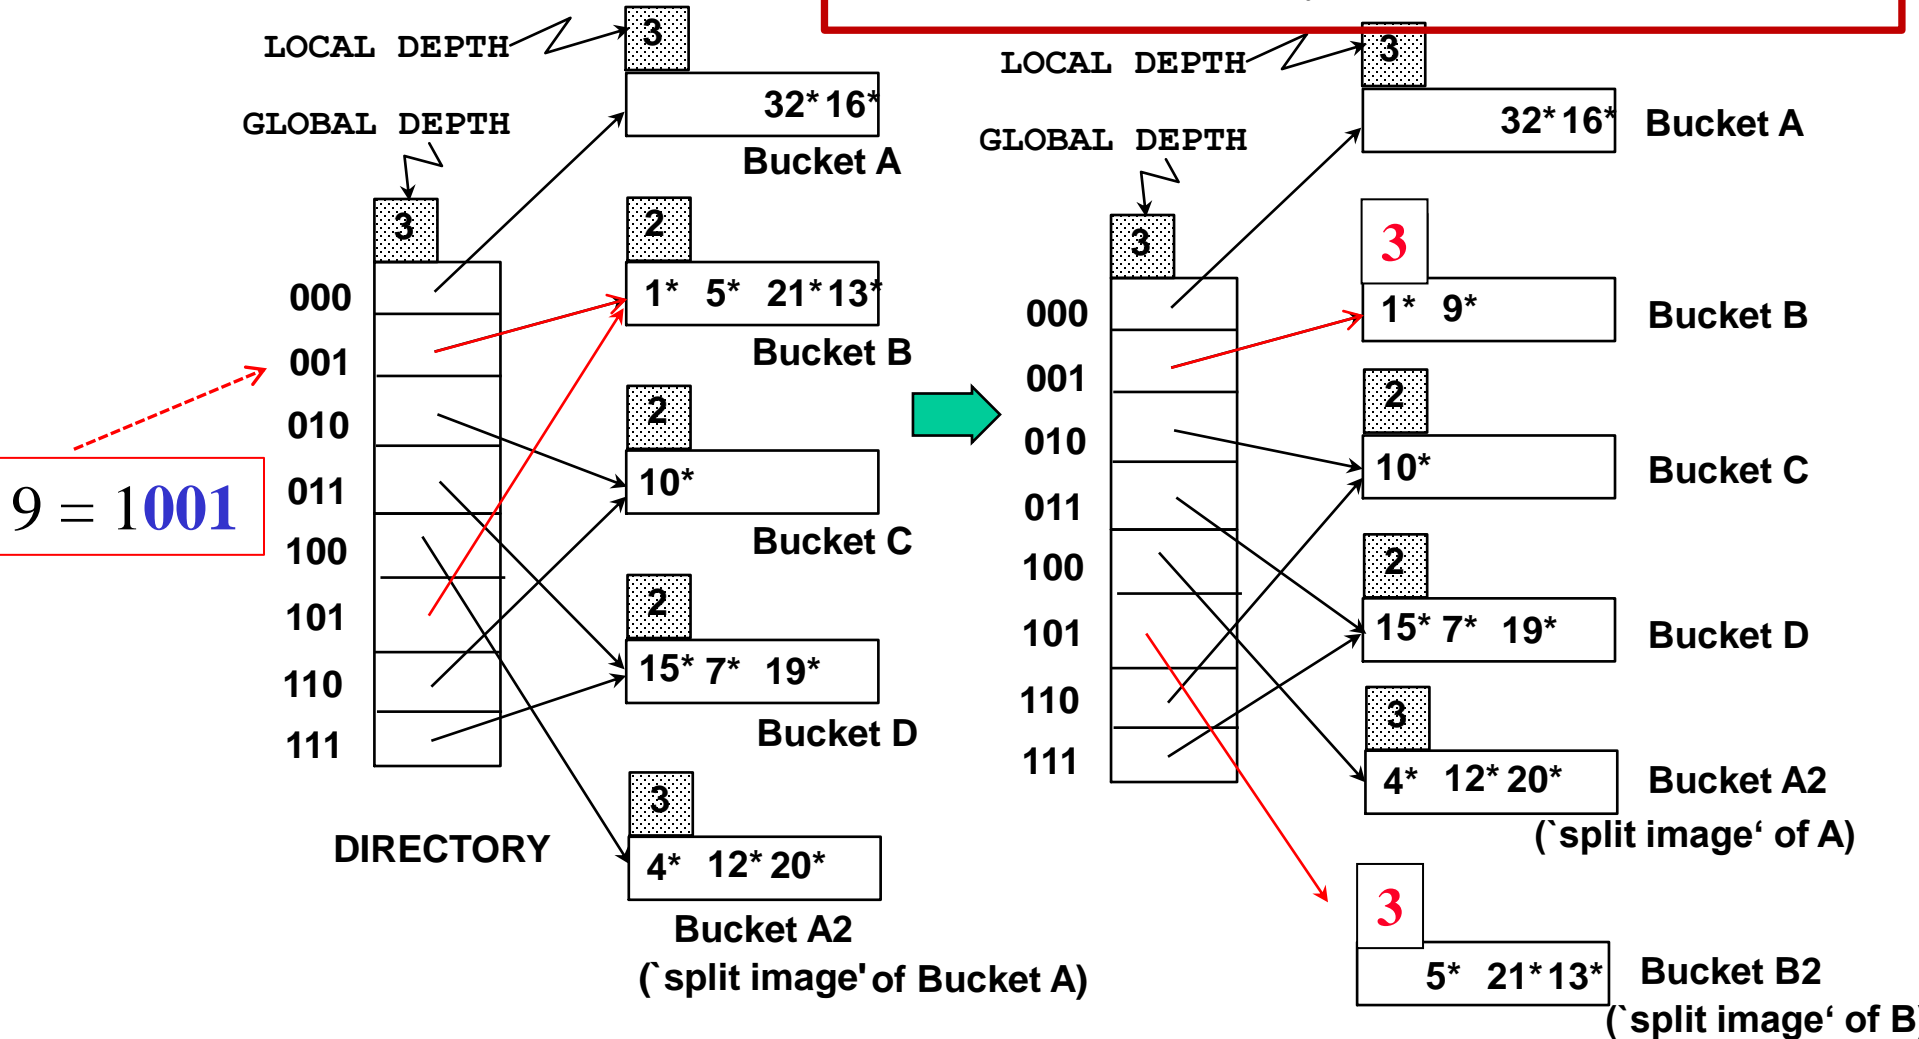 LOCAL DEPTH
3
32* 16*
Bucket A
GLOBAL DEPTH
3
2
1* 5* 21* 13*
Bucket B
000
001
010
011
100
101
110
111
9 = 1001
2
10*
Bucket C
2
15* 7* 19*
Bucket D
3
4* 12* 20*
DIRECTORY
Bucket A2
(`split image' of Bucket A)
LOCAL DEPTH
3
32* 16*
Bucket A
GLOBAL DEPTH
3
3
1* 9*
Bucket B
000
001
010
011
100
101
110
111
2
10*
Bucket C
2
15* 7* 19*
Bucket D
3
4* 12* 20*
Bucket A2
(`split image‘ of A)
3
5* 21* 13*
Bucket B2
(`split image‘ of B)